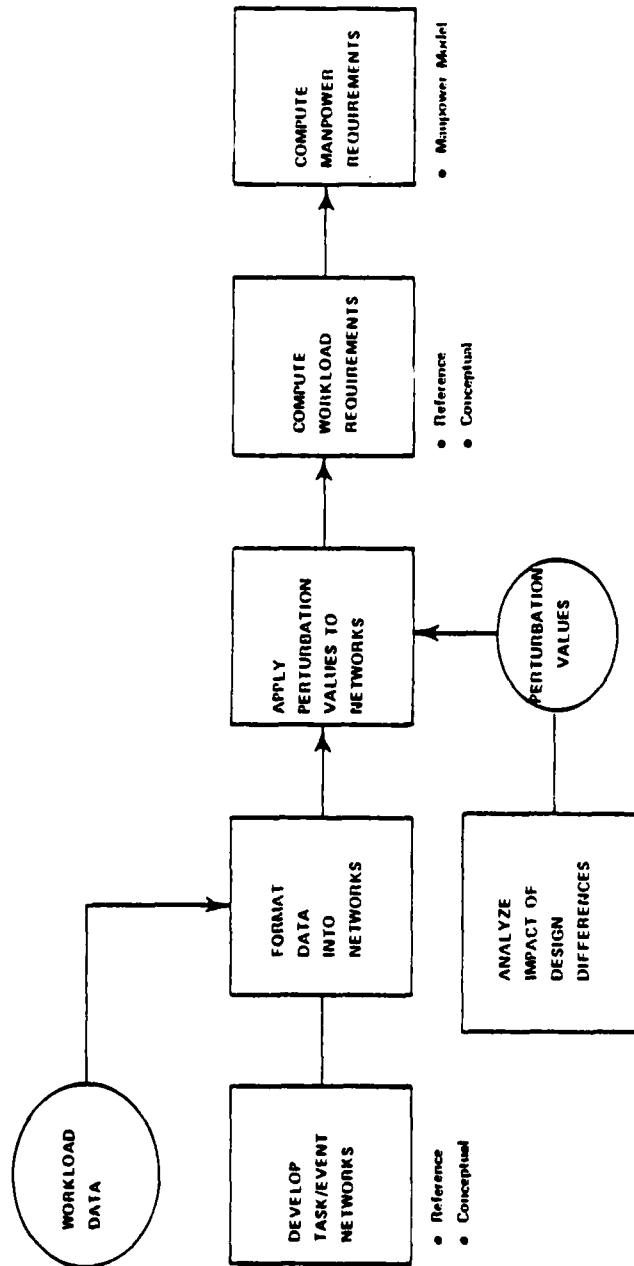 WORKLOAD
DATA
DEVELOP
TASK/EVENT
NETWORKS
• Reference
• Conceptual
FORMAT
DATA
INTO
NETWORKS
ANALYZE
IMPACT OF
DESIGN
DIFFERENCES
PERTURBATION
VALUES
APPLY
PERTURBATION
VALUES TO
NETWORKS
COMPUTE
WORKLOAD
REQUIREMENTS
• Reference
• Conceptual
COMPUTE
MANPOWER
REQUIREMENTS
• Manpower Model